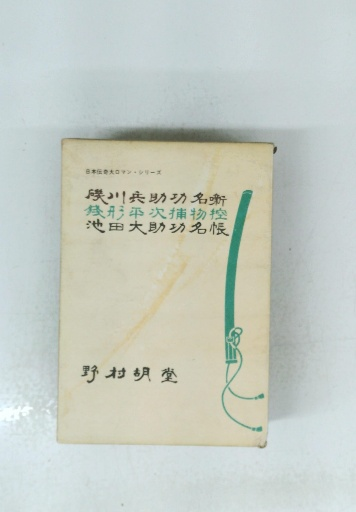 日本伝奇大ロマン・シリーズ
磯川兵助功名噺
銭形平次捕物控
池田大助功名帳
野村胡堂